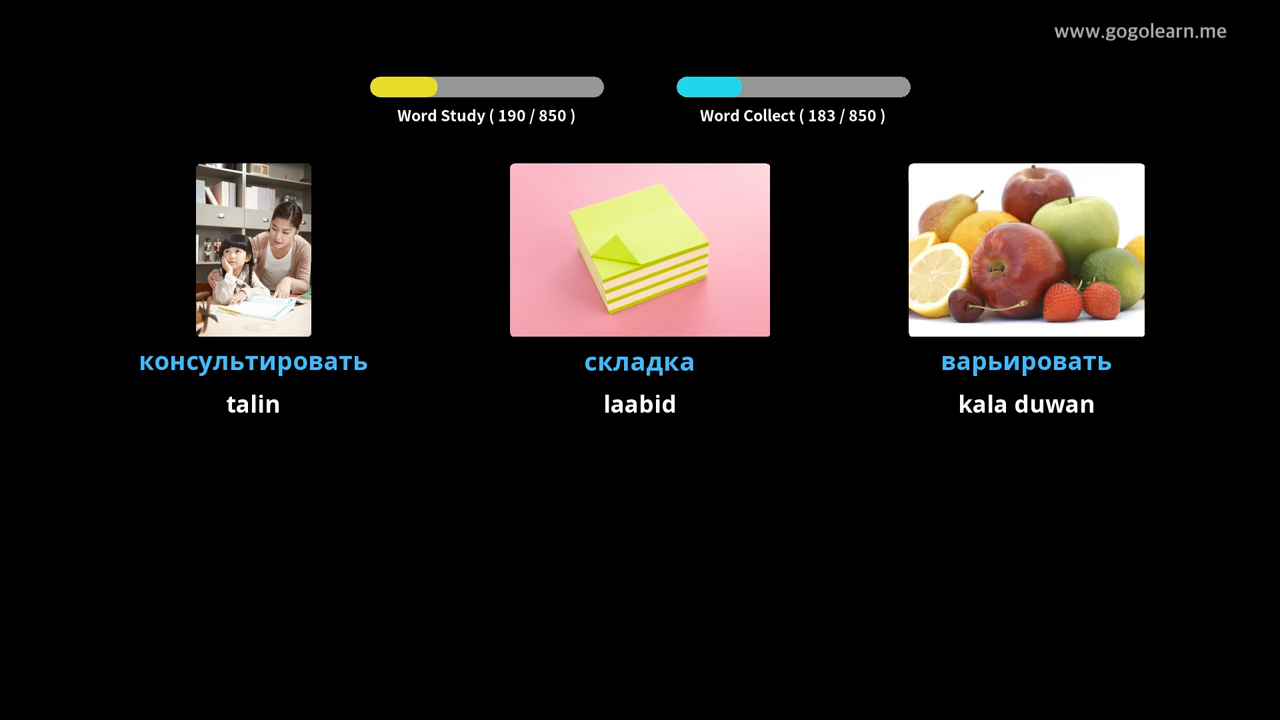 www.gogolearn.me
Word Study ( 190 / 850 )
Word Collect ( 183 / 850 )
консультировать
складка
варьировать
talin
laabid
kala duwan